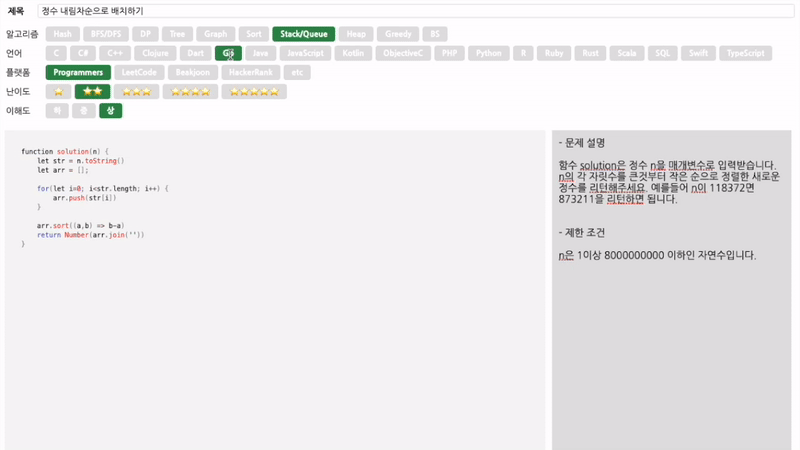 제목 정수 내림차순으로 배치하기
알고리즘 Hash BFS/DFS DP Tree Graph Sort Stack/Queue Heap Greedy BS
언어 C C# C++ Clojure Dart Java JavaScript Kotlin ObjectiveC PHP Python R Ruby Rust Scala SQL Swift TypeScript
플랫폼 Programmers LeetCode Beakjoon HackerRank etc
난이도
이해도 하 중 상
function solution(n) {
let str = n.toString()
let arr = [];
for(let i=0; i<str.length; i++) {
arr.push(str[i])
}
arr.sort((a,b) => b-a)
return Number(arr.join(''))
}
- 문제 설명
함수 solution은 정수 n을 매개변수로 입력받습니다.
n의 각 자릿수를 큰것부터 작은 순으로 정렬한 새로운
정수를 리턴해주세요. 예를들어 n이 118372면
873211을 리턴하면 됩니다.
- 제한 조건
n은 1이상 8000000000 이하인 자연수입니다.